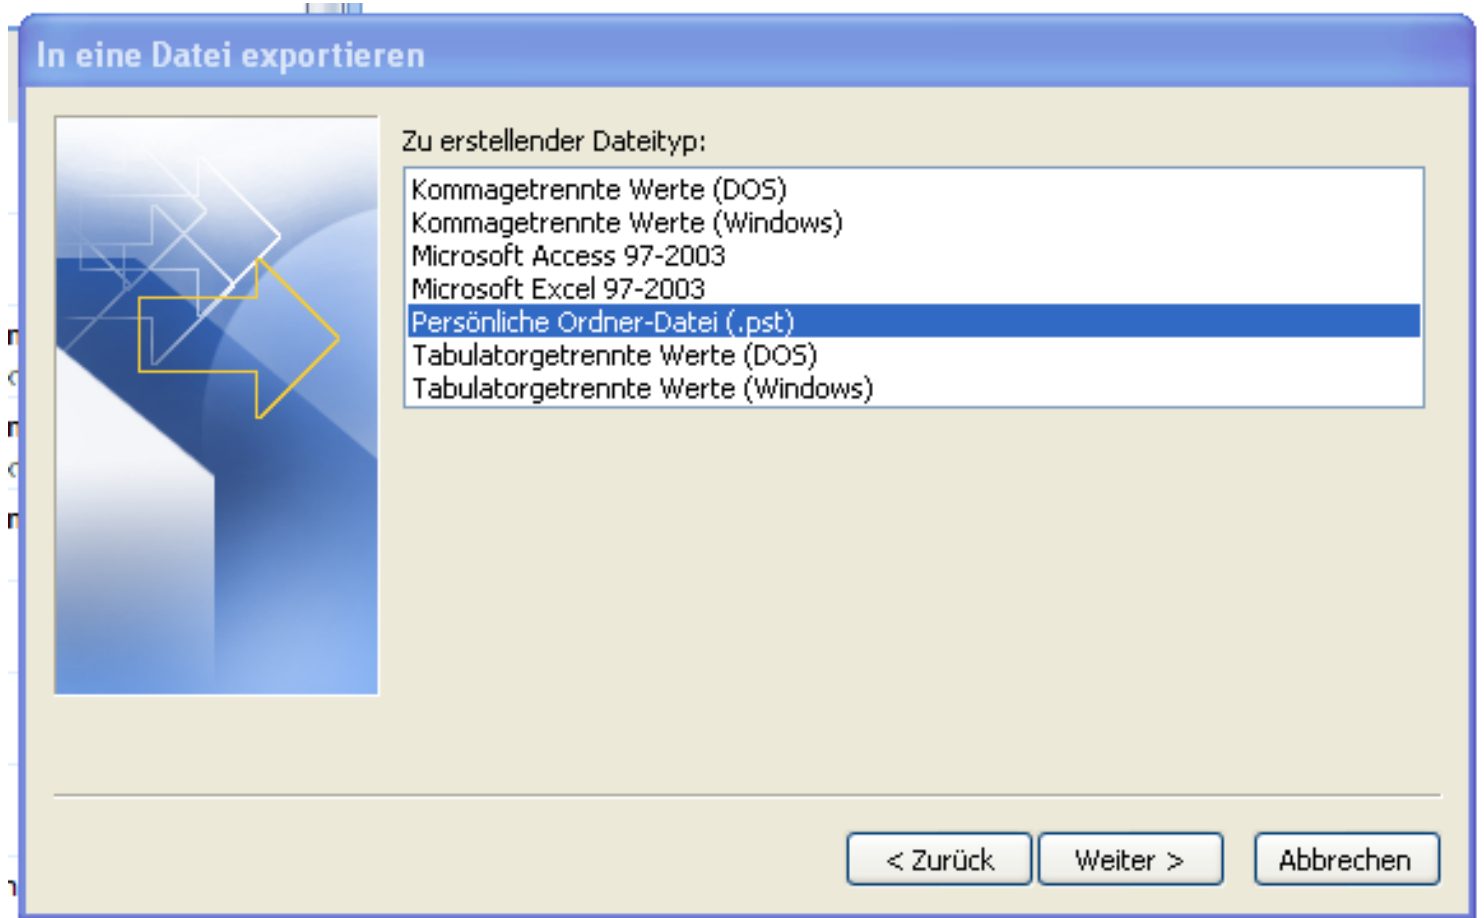 In eine Datei exportieren
Zu erstellender Dateityp:
Kommagetrennte Werte (DOS)
Kommagetrennte Werte (Windows)
Microsoft Access 97-2003
Microsoft Excel 97-2003
Persönliche Ordner-Datei (.pst)
Tabulatorgetrennte Werte (DOS)
Tabulatorgetrennte Werte (Windows)
< Zurück
Weiter >
Abbrechen